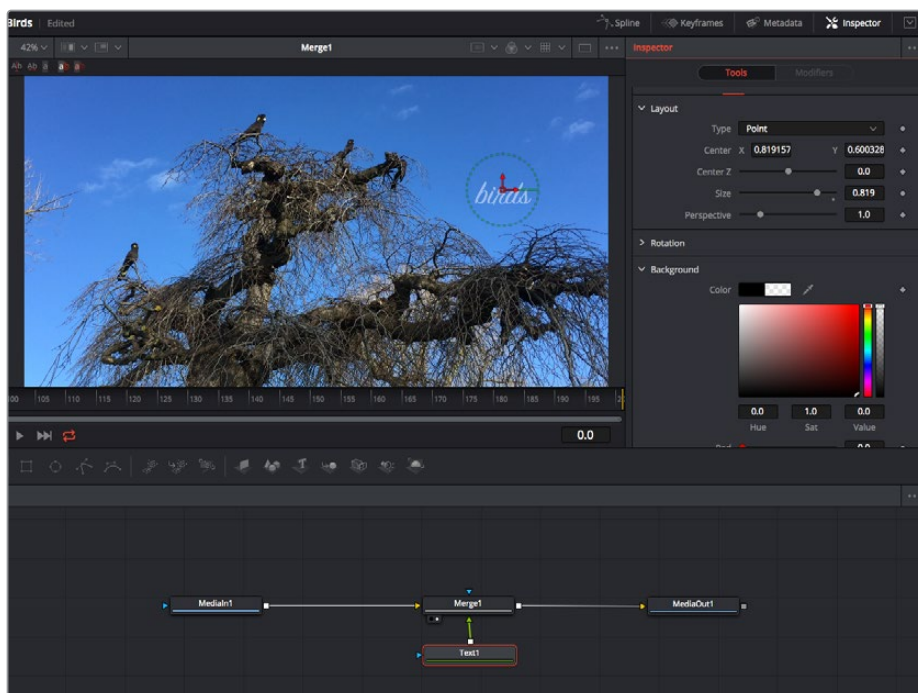 Birds Edited Spline Keyframes Metadata Inspector
42% Merge1 Inspector
Tools Modifiers
Layout
Type Point
Center X 0.819157 Y 0.600328
Center Z 0.0
Size 0.819
Perspective 1.0
Rotation
Background
Color
birds
0.0 1.0 0.0
Hue Sat Value
105 110 115 120 125 130 135 140 145 150 155 160 165 170 175 180 185 190 195
0.0
MediaIn1 Merge1 MediaOut1
Text1